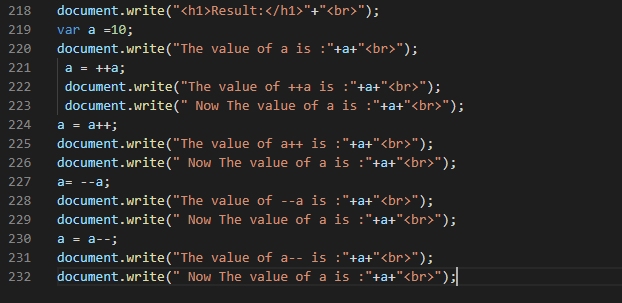 218 document.write("<h1>Result:</h1>"+"<br>");
219 var a =10;
220 document.write("The value of a is :"+a+"<br>");
221 a = ++a;
222 document.write("The value of ++a is :"+a+"<br>");
223 document.write(" Now The value of a is :"+a+"<br>");
224 a = a++;
225 document.write("The value of a++ is :"+a+"<br>");
226 document.write(" Now The value of a is :"+a+"<br>");
227 a= --a;
228 document.write("The value of --a is :"+a+"<br>");
229 document.write(" Now The value of a is :"+a+"<br>");
230 a = a--;
231 document.write("The value of a-- is :"+a+"<br>");
232 document.write(" Now The value of a is :"+a+"<br>");